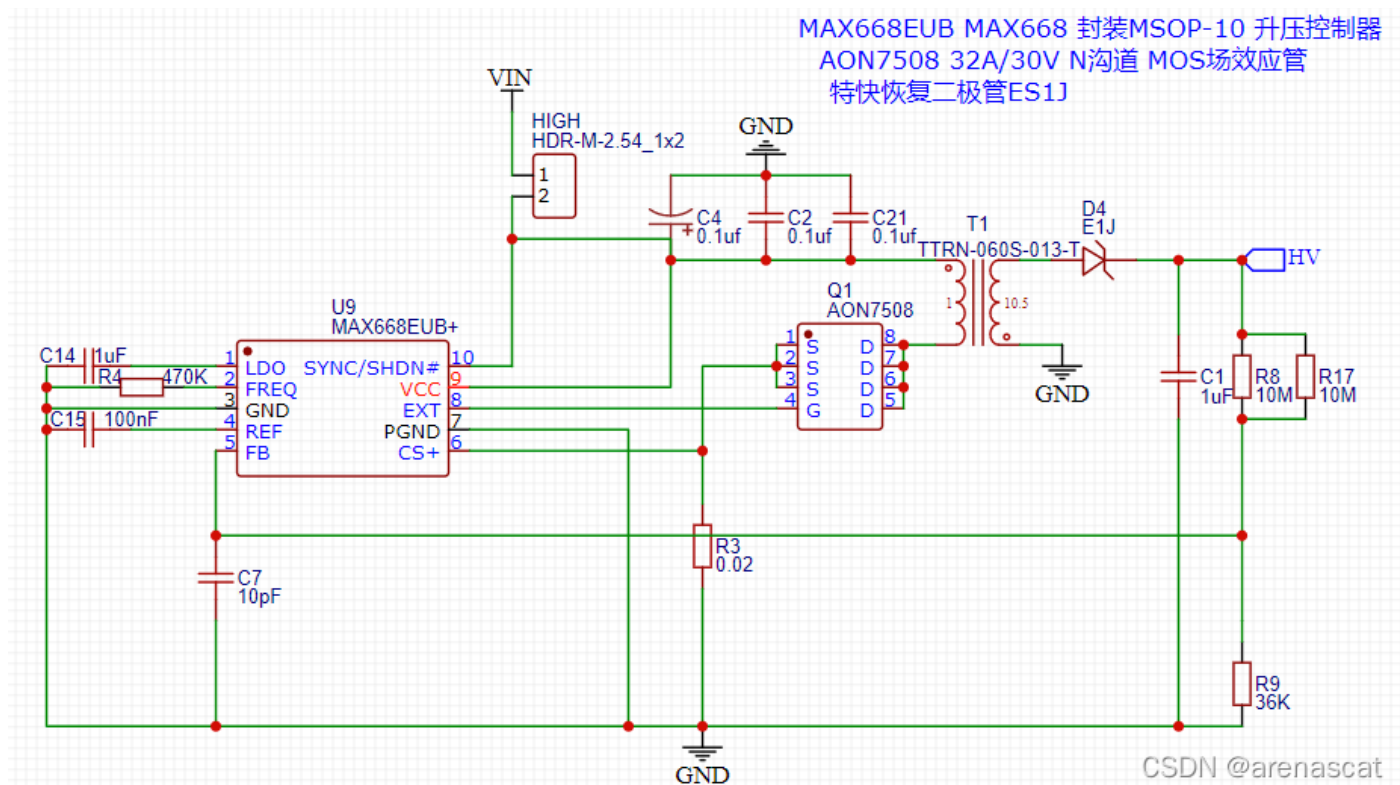 MAX668EUB MAX668 封装MSOP-10 升压控制器
AON7508 32A/30V N沟道 MOS场效应管
特快恢复二极管ES1J
VIN
HIGH
HDR-M-2.54_1x2
1
2
GND
C4
0.1uf
C2
0.1uf
C21
0.1uf
T1
TTRN-060S-013-T
1
10.5
D4
E1J
HV
GND
Q1
AON7508
1 S D 8
2 S D 7
3 S D 6
4 G D 5
U9
MAX668EUB+
C14 1uF
R4 470K
C15 100nF
1 LDO SYNC/SHDN# 10
2 FREQ VCC 9
3 GND EXT 8
4 REF PGND 7
5 FB CS+ 6
C1
1uF
R8
10M
R17
10M
R3
0.02
C7
10pF
R9
36K
GND
CSDN @arenascat